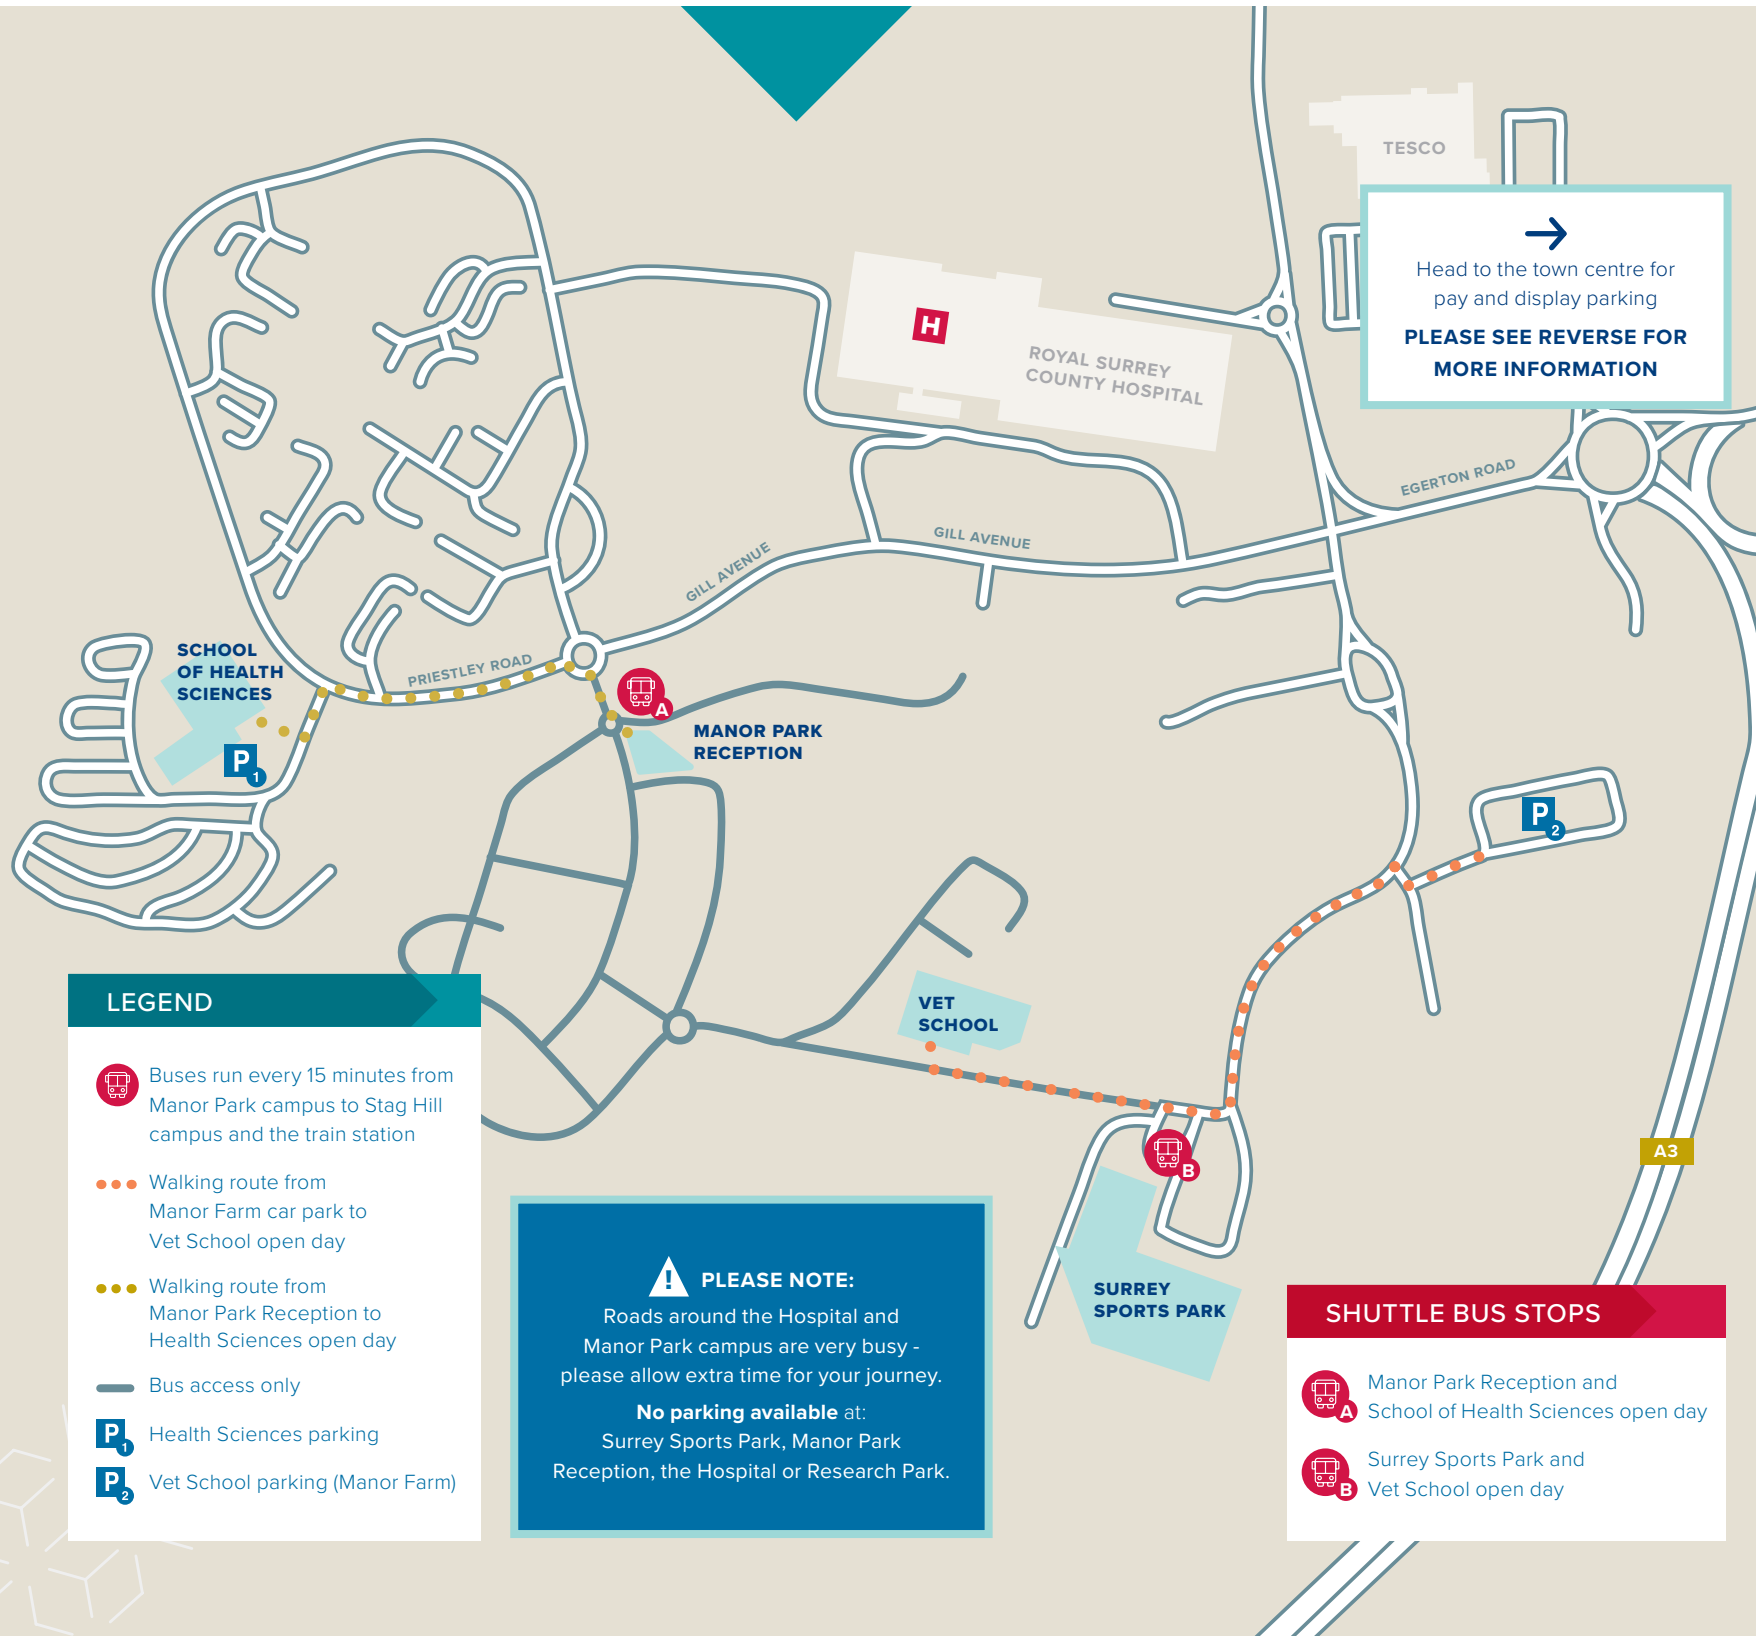 TESCO
Head to the town centre for
pay and display parking
PLEASE SEE REVERSE FOR
MORE INFORMATION
H
ROYAL SURREY
COUNTY HOSPITAL
EGERTON ROAD
GILL AVENUE
GILL AVENUE
SCHOOL
OF HEALTH
SCIENCES
PRIESTLEY ROAD
A
MANOR PARK
RECEPTION
P
1
P
2
VET
SCHOOL
A3
B
SURREY
SPORTS PARK
LEGEND
Buses run every 15 minutes from
Manor Park campus to Stag Hill
campus and the train station
Walking route from
Manor Farm car park to
Vet School open day
Walking route from
Manor Park Reception to
Health Sciences open day
Bus access only
P
1
Health Sciences parking
P
2
Vet School parking (Manor Farm)
! PLEASE NOTE:
Roads around the Hospital and
Manor Park campus are very busy -
please allow extra time for your journey.
No parking available at:
Surrey Sports Park, Manor Park
Reception, the Hospital or Research Park.
SHUTTLE BUS STOPS
A
Manor Park Reception and
School of Health Sciences open day
B
Surrey Sports Park and
Vet School open day